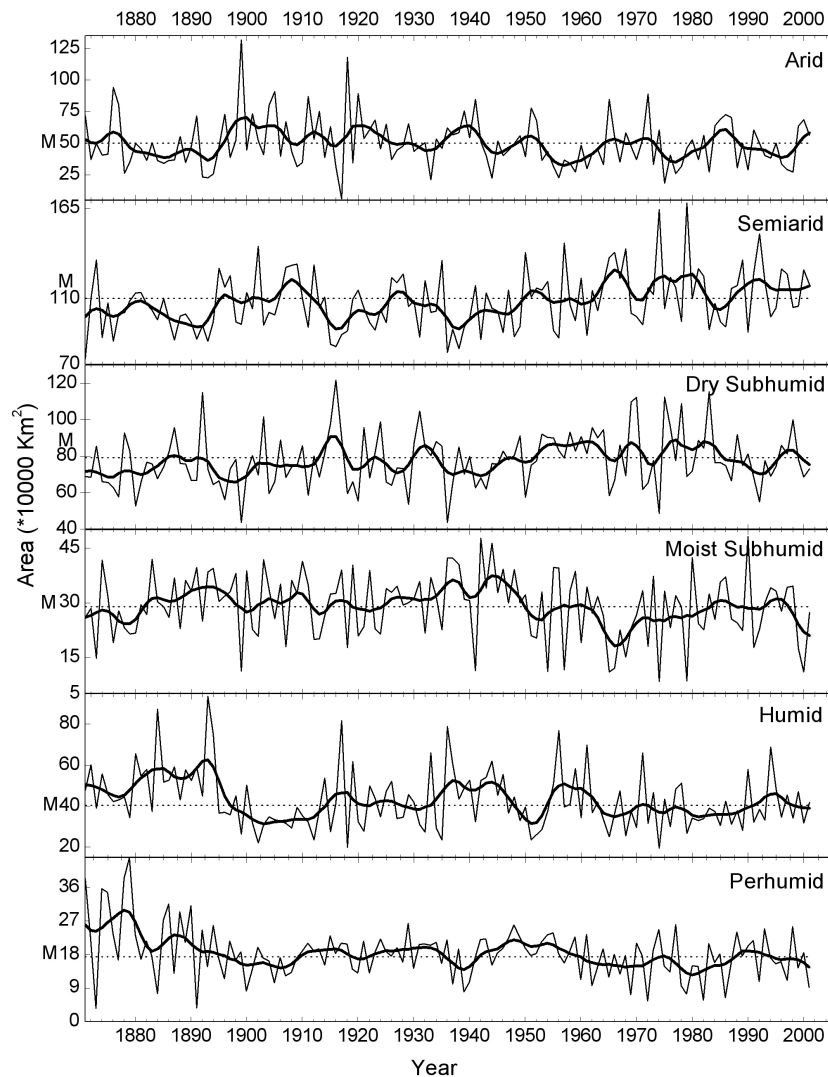 1880 1890 1900 1910 1920 1930 1940 1950 1960 1970 1980 1990 2000
Arid
125
100
75
M 50
25
Semiarid
165
M
110
70
Dry Subhumid
120
100
M
80
60
40
Moist Subhumid
45
M 30
15
5
Humid
80
60
M 40
20
Perhumid
36
27
M 18
9
0
Area (*10000 Km²)
1880 1890 1900 1910 1920 1930 1940 1950 1960 1970 1980 1990 2000
Year